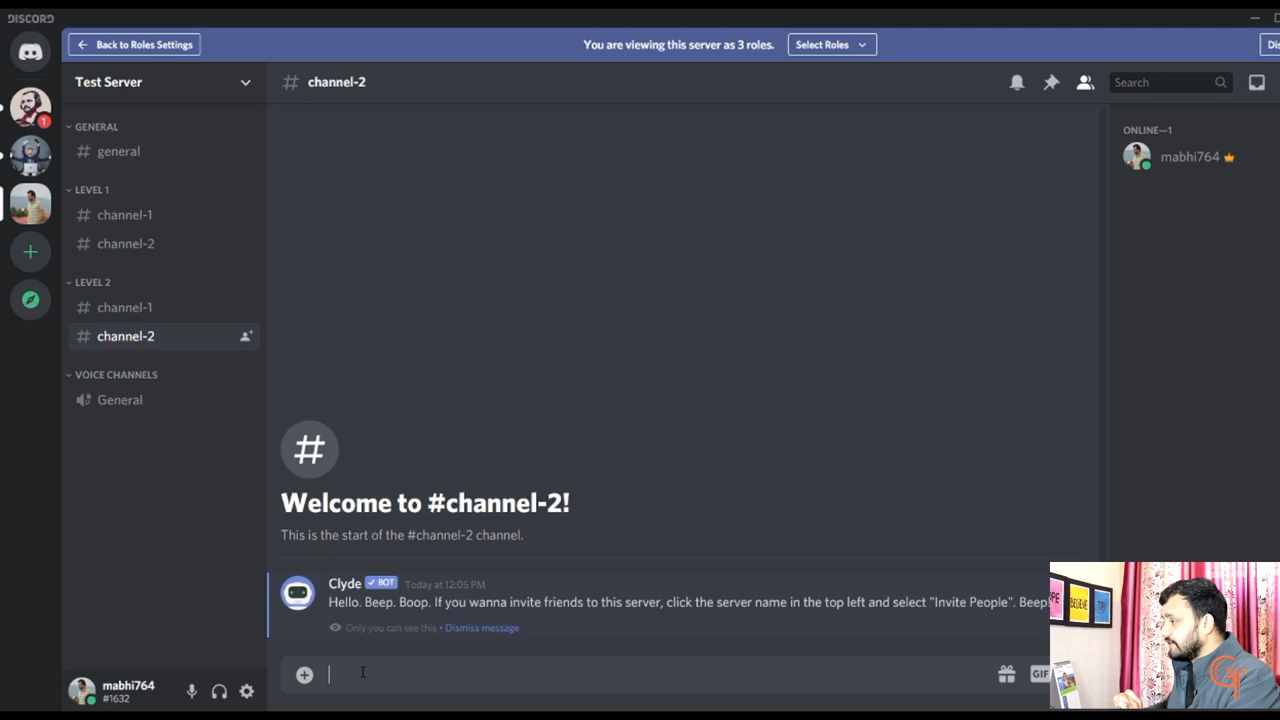 DISCORD
Back to Roles Settings
You are viewing this server as 3 roles.
Select Roles
Test Server
# channel-2
Search
GENERAL
# general
LEVEL 1
# channel-1
# channel-2
LEVEL 2
# channel-1
# channel-2
VOICE CHANNELS
General
ONLINE—1
mabhi764
1
#
Welcome to #channel-2!
This is the start of the #channel-2 channel.
Clyde BOT Today at 12:05 PM
Hello. Beep. Boop. If you wanna invite friends to this server, click the server name in the top left and select "Invite People". Beep!
Only you can see this • Dismiss message
GIF
mabhi764
#1632
BELIEVE
TRY